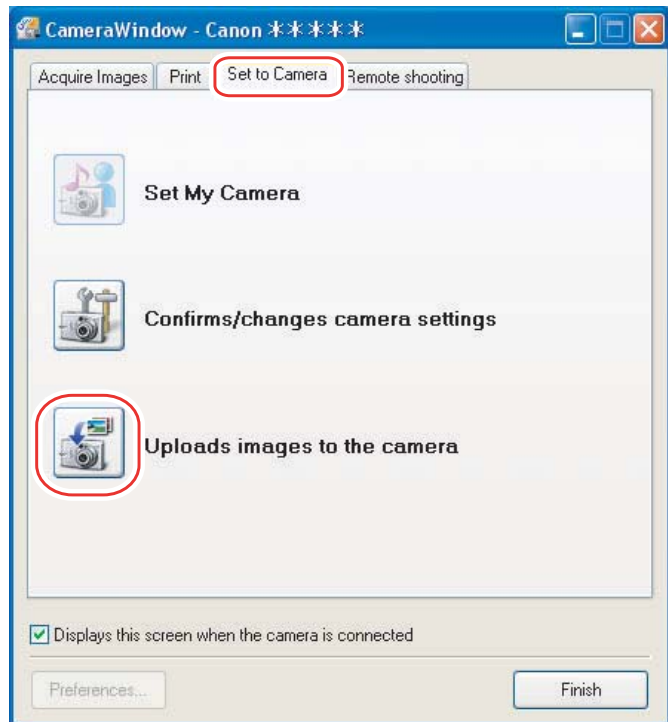 CameraWindow - Canon ＊＊＊＊＊
Acquire Images Print Set to Camera Remote shooting
Set My Camera
Confirms/changes camera settings
Uploads images to the camera
Displays this screen when the camera is connected
Preferences... Finish